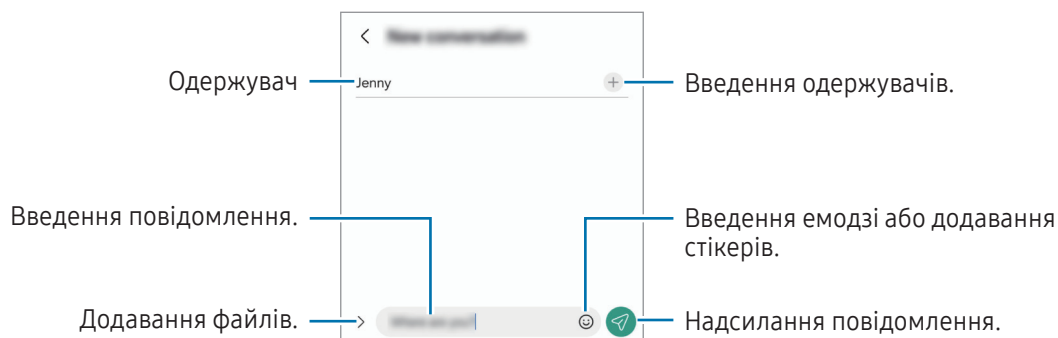 New conversation
Одержувач
Jenny
Введення одержувачів.
Введення повідомлення.
Введення емодзі або додавання
стікерів.
Додавання файлів.
Where are you?
Надсилання повідомлення.